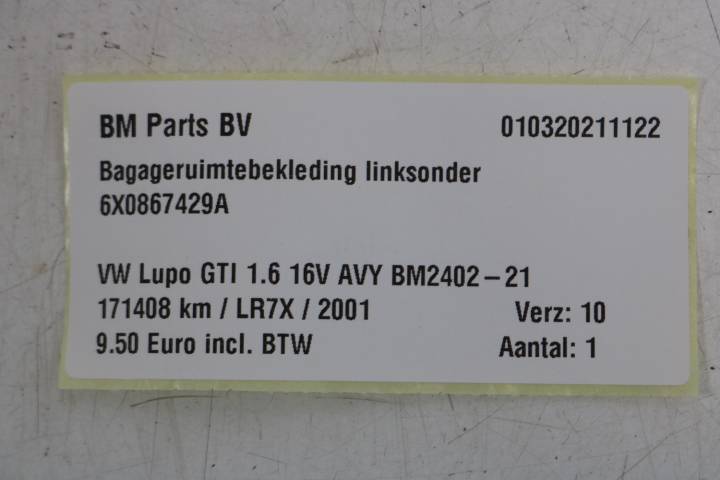 BM Parts BV 010320211122
Bagageruimtebekleding linksonder
6X0867429A
VW Lupo GTI 1.6 16V AVY BM2402-21
171408 km / LR7X / 2001 Verz: 10
9.50 Euro incl. BTW Aantal: 1